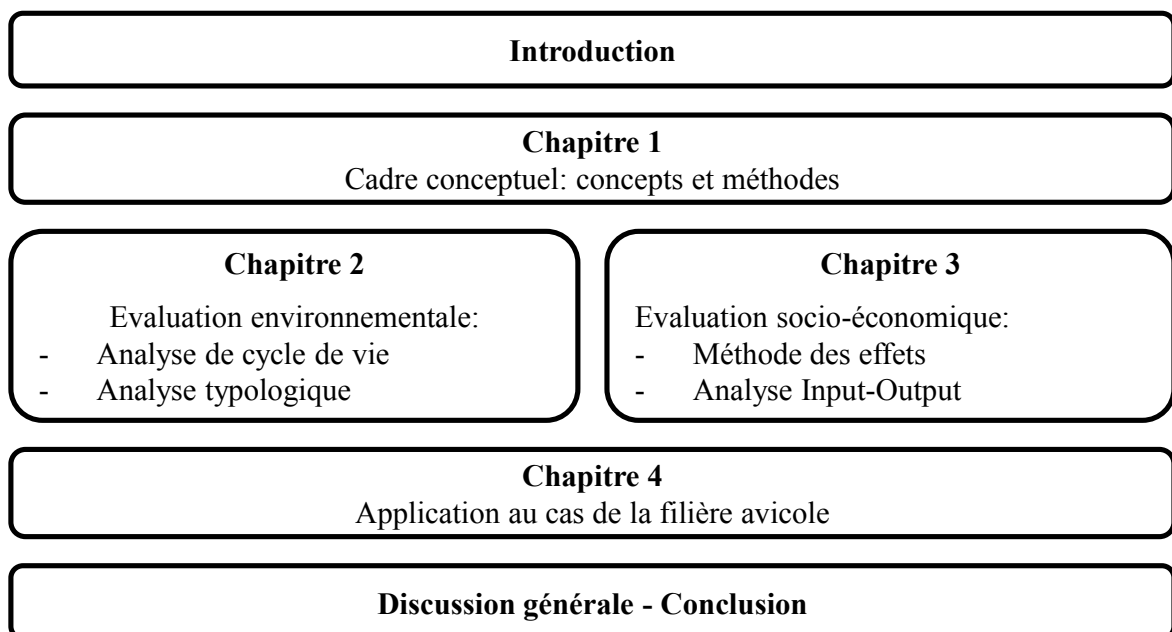 Introduction
Chapitre 1
Cadre conceptuel: concepts et méthodes
Chapitre 2
Evaluation environnementale:
- Analyse de cycle de vie
- Analyse typologique
Chapitre 3
Evaluation socio-économique:
- Méthode des effets
- Analyse Input-Output
Chapitre 4
Application au cas de la filière avicole
Discussion générale - Conclusion